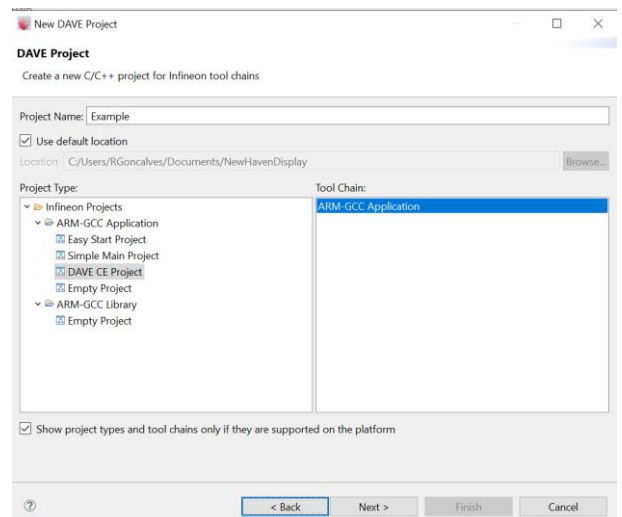 New DAVE Project
DAVE Project
Create a new C/C++ project for Infineon tool chains
Project Name: Example
Use default location
Location: C:/Users/RGoncalves/Documents/NewHavenDisplay Browse...
Project Type: Tool Chain:
Infineon Projects ARM-GCC Application
ARM-GCC Application
Easy Start Project
Simple Main Project
DAVE CE Project
Empty Project
ARM-GCC Library
Empty Project
Show project types and tool chains only if they are supported on the platform
? < Back Next > Finish Cancel